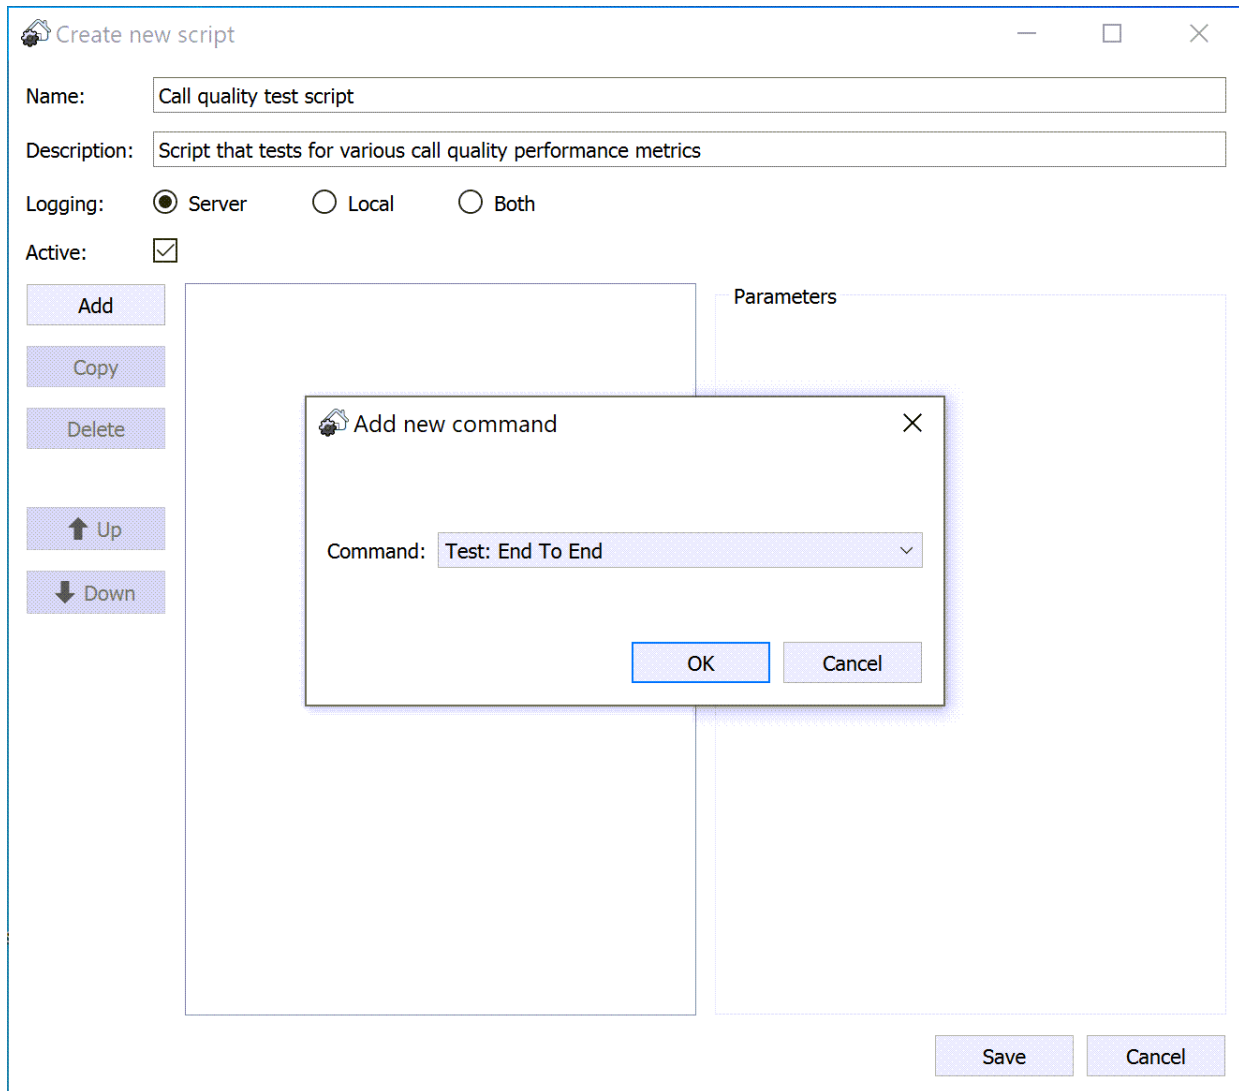 Create new script
Name: Call quality test script
Description: Script that tests for various call quality performance metrics
Logging: Server Local Both
Active:
Add
Parameters
Copy
Delete
Add new command
Up
Command: Test: End To End
Down
OK Cancel
Save Cancel